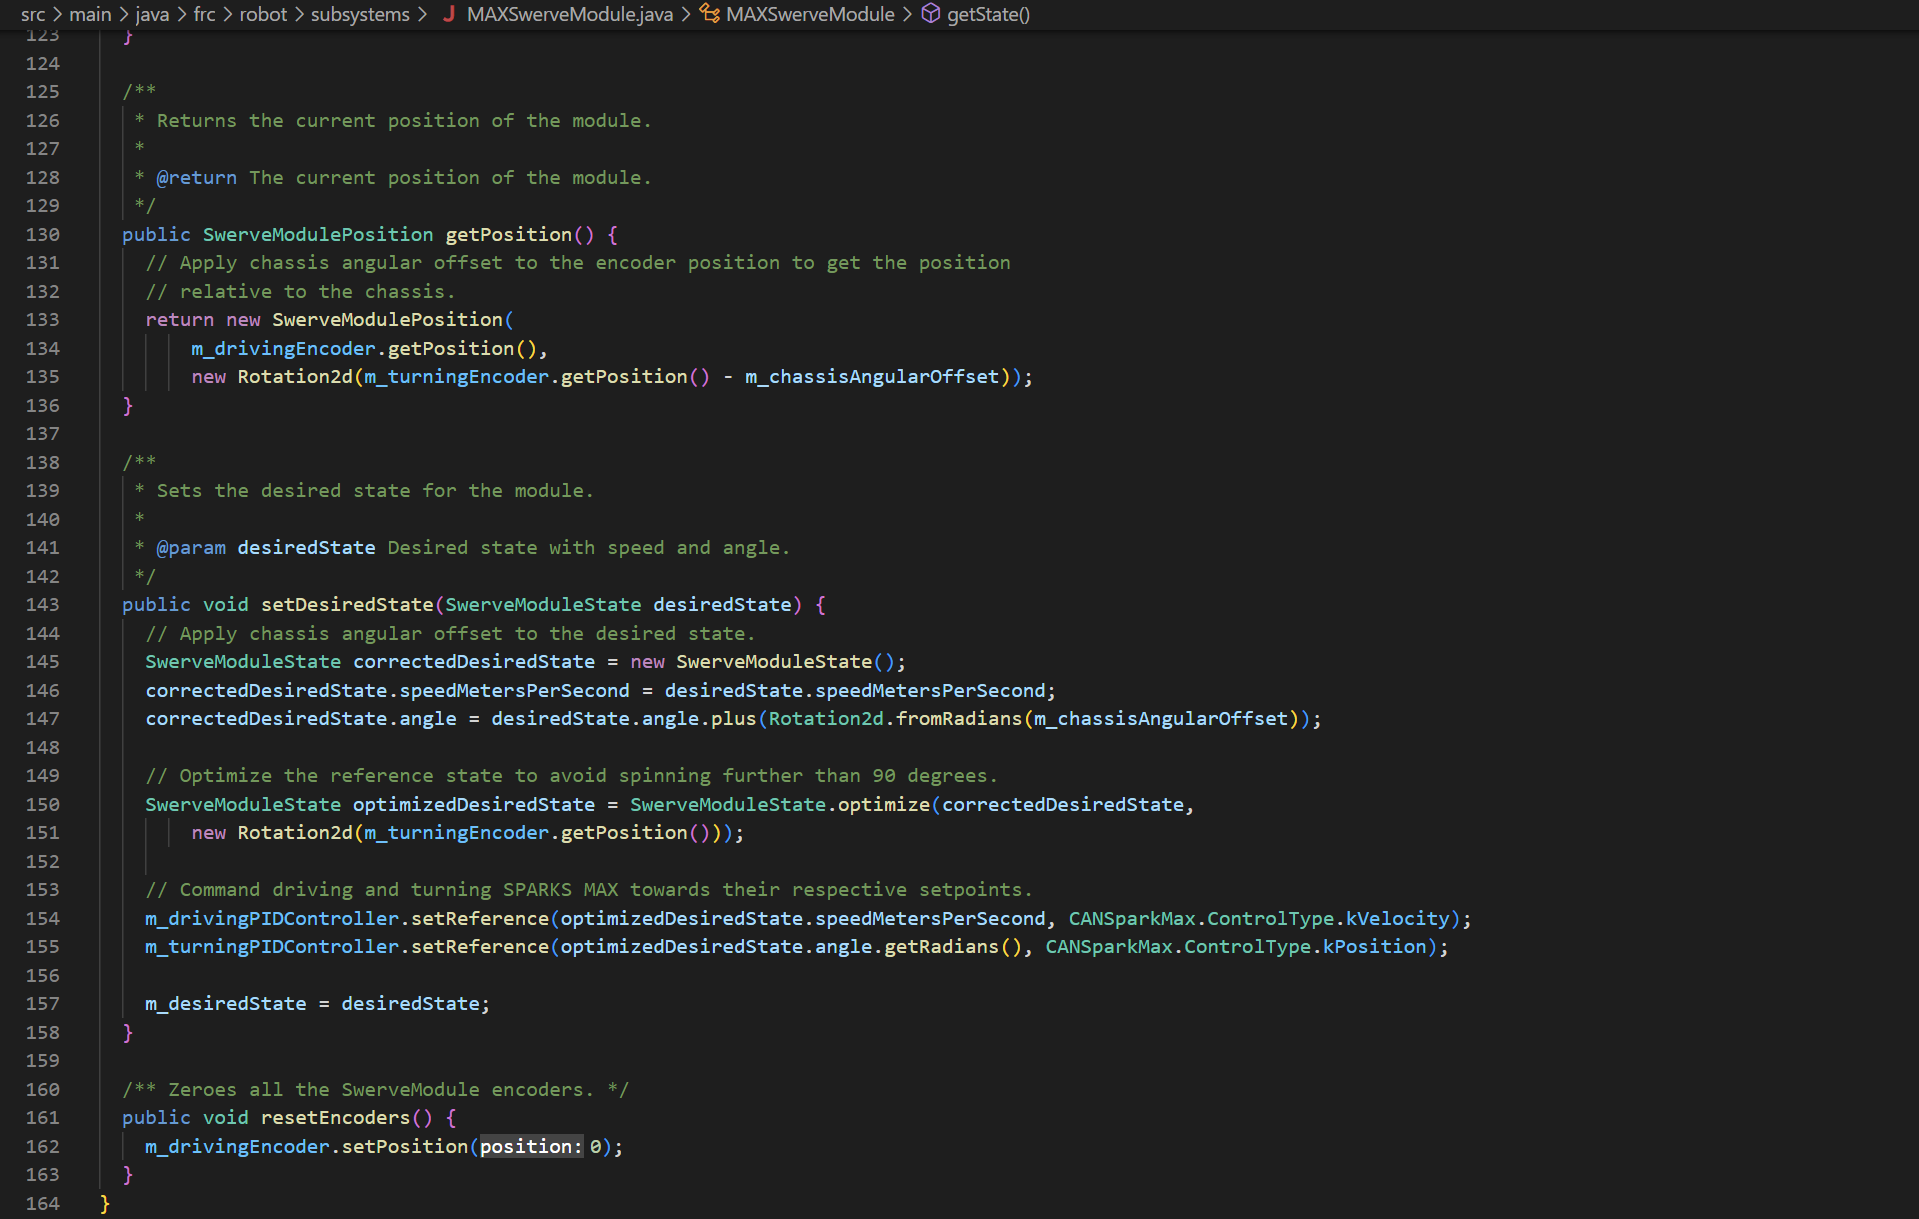 src > main > java > frc > robot > subsystems > J MAXSwerveModule.java > MAXSwerveModule > getState()
123 }
124
125 /**
126 * Returns the current position of the module.
127 *
128 * @return The current position of the module.
129 */
130 public SwerveModulePosition getPosition() {
131 // Apply chassis angular offset to the encoder position to get the position
132 // relative to the chassis.
133 return new SwerveModulePosition(
134 m_drivingEncoder.getPosition(),
135 new Rotation2d(m_turningEncoder.getPosition() - m_chassisAngularOffset));
136 }
137
138 /**
139 * Sets the desired state for the module.
140 *
141 * @param desiredState Desired state with speed and angle.
142 */
143 public void setDesiredState(SwerveModuleState desiredState) {
144 // Apply chassis angular offset to the desired state.
145 SwerveModuleState correctedDesiredState = new SwerveModuleState();
146 correctedDesiredState.speedMetersPerSecond = desiredState.speedMetersPerSecond;
147 correctedDesiredState.angle = desiredState.angle.plus(Rotation2d.fromRadians(m_chassisAngularOffset));
148
149 // Optimize the reference state to avoid spinning further than 90 degrees.
150 SwerveModuleState optimizedDesiredState = SwerveModuleState.optimize(correctedDesiredState,
151 new Rotation2d(m_turningEncoder.getPosition()));
152
153 // Command driving and turning SPARKS MAX towards their respective setpoints.
154 m_drivingPIDController.setReference(optimizedDesiredState.speedMetersPerSecond, CANSparkMax.ControlType.kVelocity);
155 m_turningPIDController.setReference(optimizedDesiredState.angle.getRadians(), CANSparkMax.ControlType.kPosition);
156
157 m_desiredState = desiredState;
158 }
159
160 /** Zeroes all the SwerveModule encoders. */
161 public void resetEncoders() {
162 m_drivingEncoder.setPosition(position: 0);
163 }
164 }